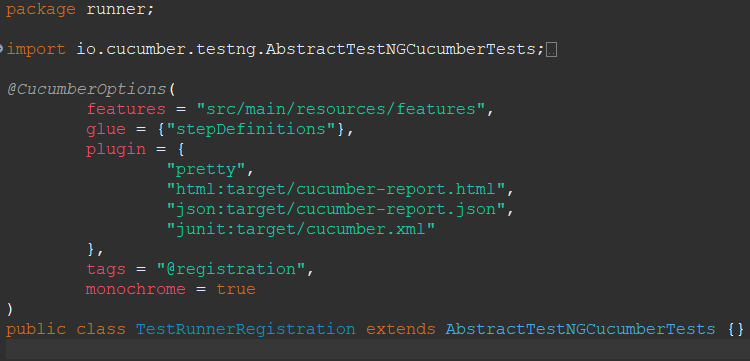 package runner;
import io.cucumber.testng.AbstractTestNGCucumberTests;
@CucumberOptions(
features = "src/main/resources/features",
glue = {"stepDefinitions"},
plugin = {
"pretty",
"html:target/cucumber-report.html",
"json:target/cucumber-report.json",
"junit:target/cucumber.xml"
},
tags = "@registration",
monochrome = true
)
public class TestRunnerRegistration extends AbstractTestNGCucumberTests {}